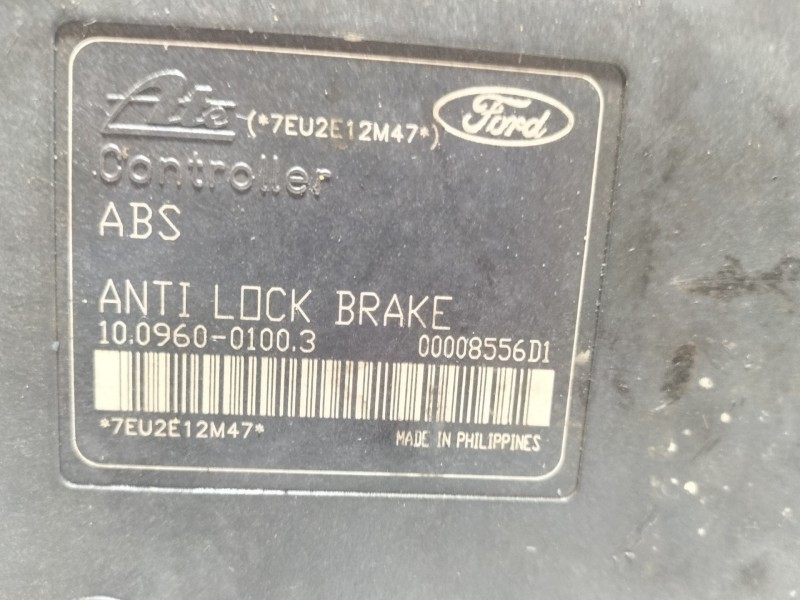 Ate (*7EU2E12M47*) Ford
Controller
ABS
ANTI LOCK BRAKE
10.0960-0100.3 00008556D1
*7EU2E12M47* MADE IN PHILIPPINES